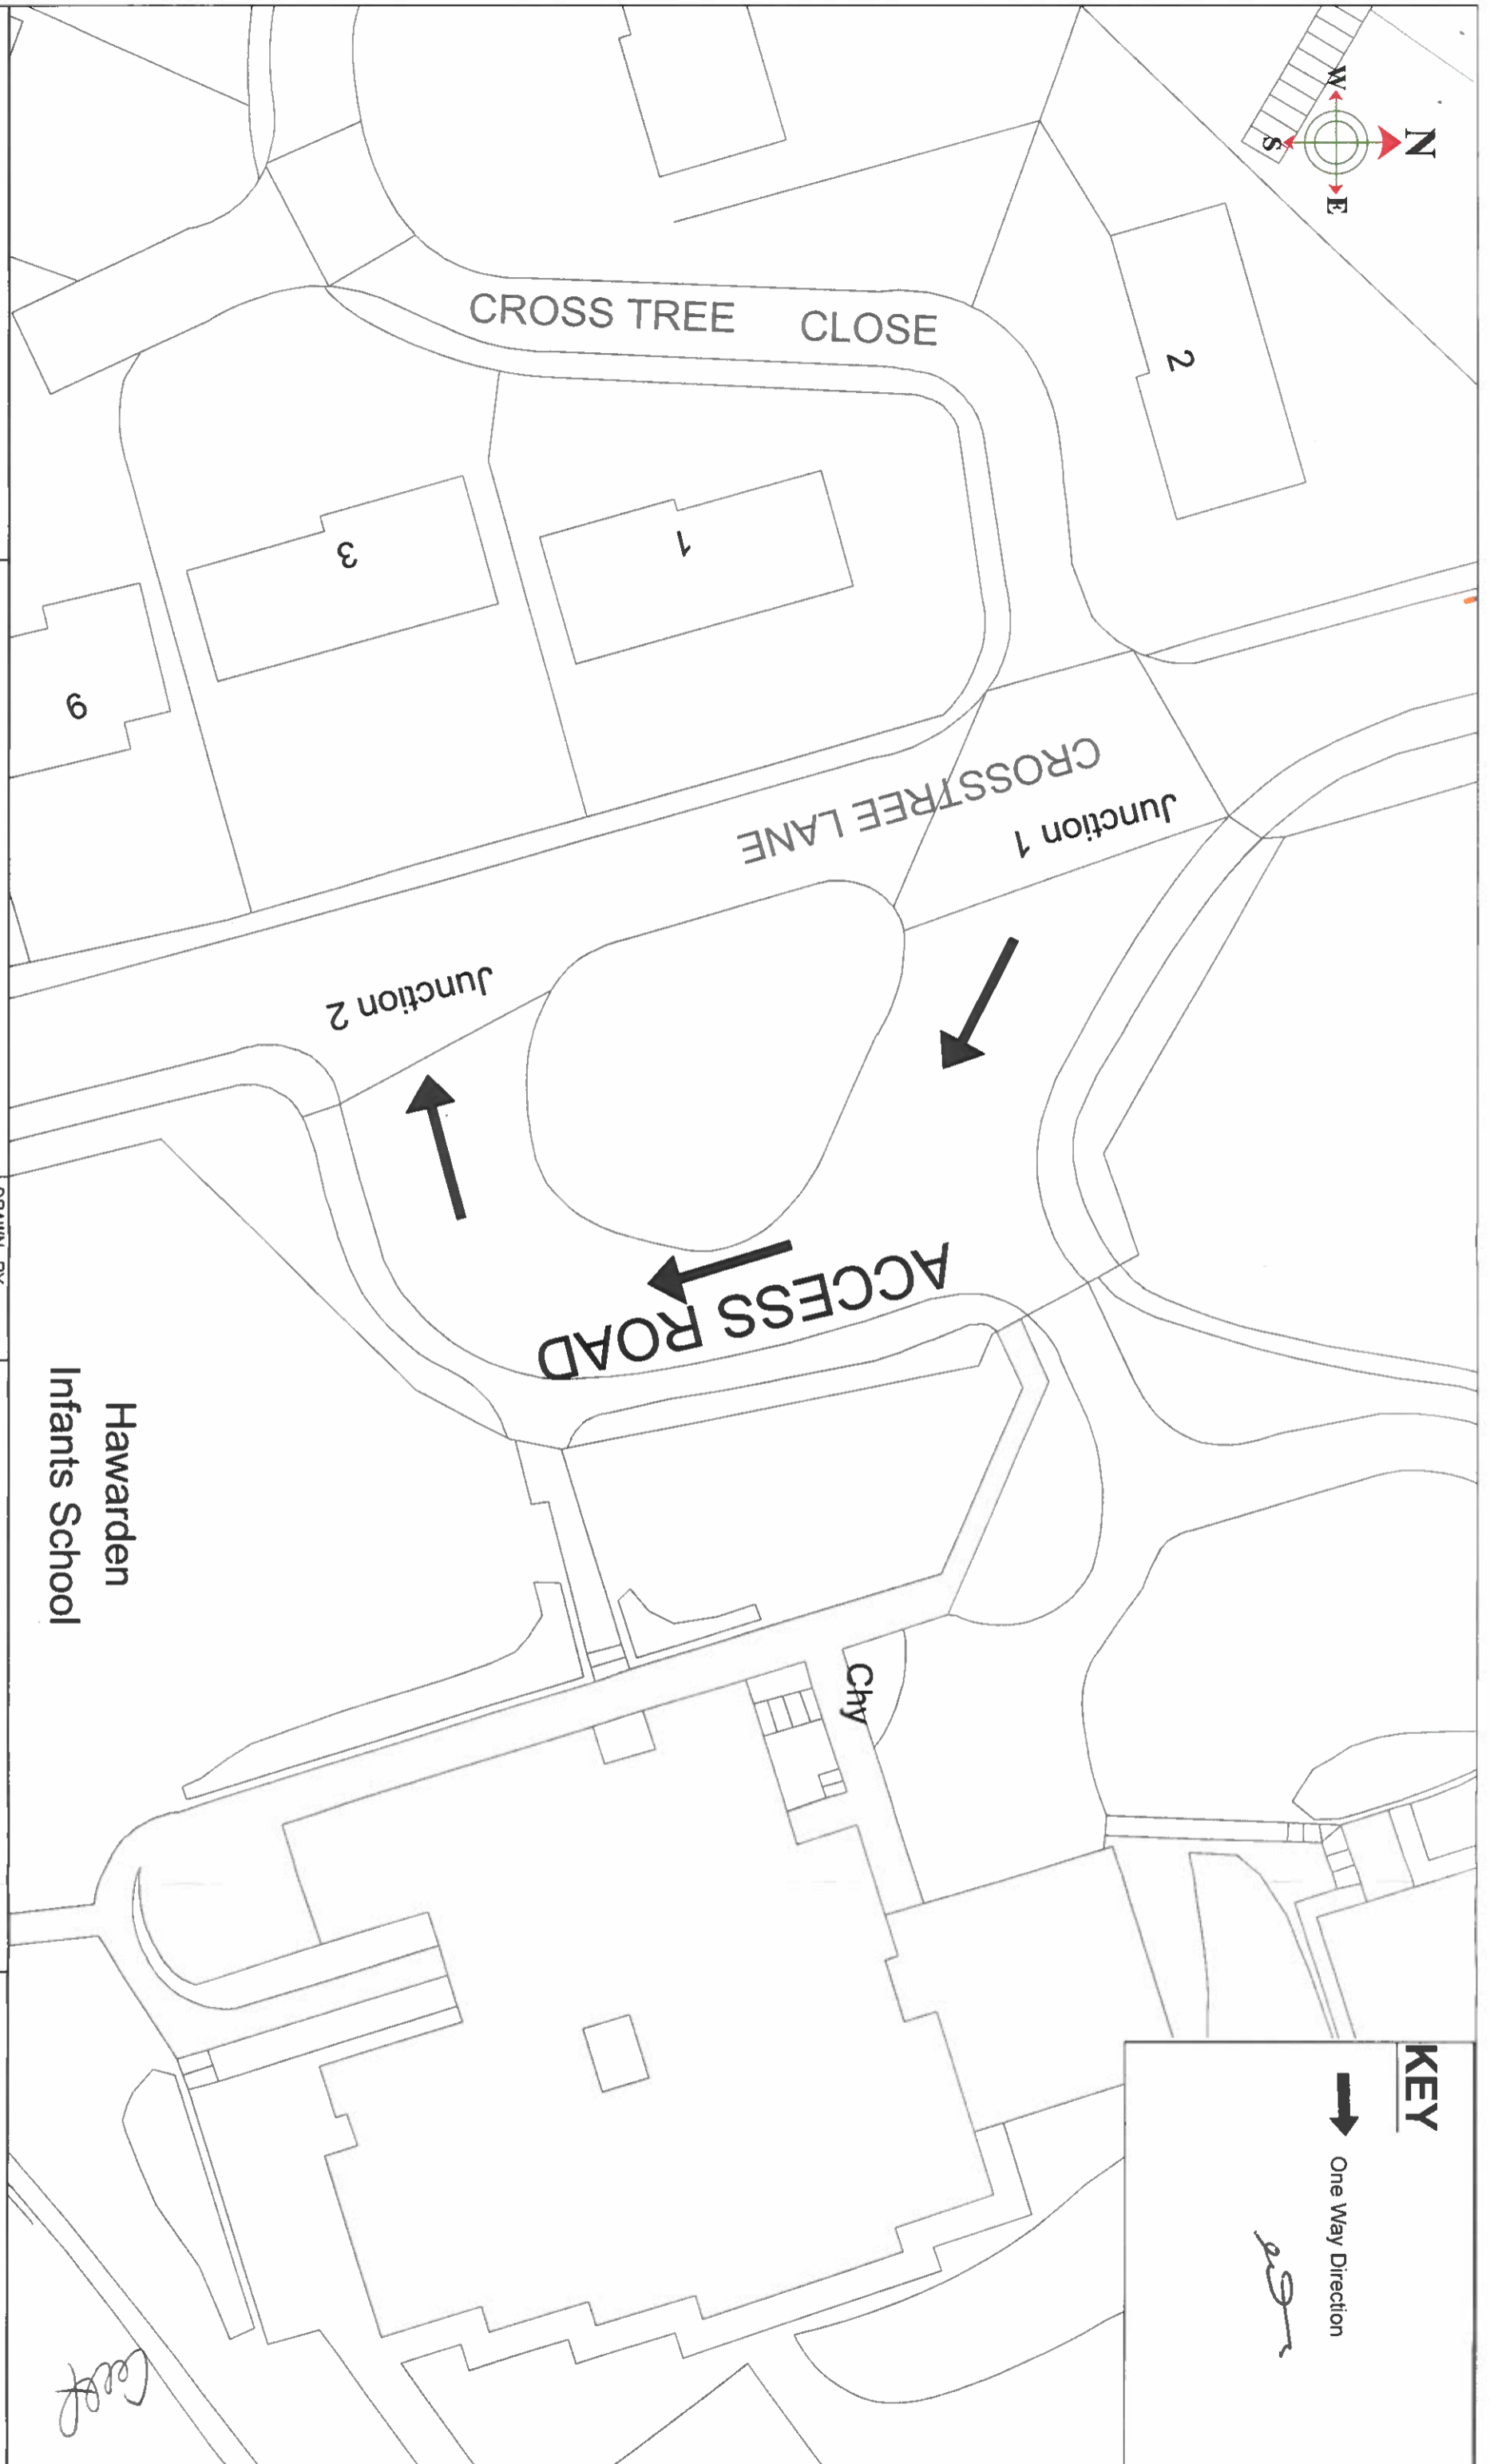 N
W
E
S
KEY
One Way Direction
2
CROSS TREE CLOSE
1
3
9
CROSSTREE LANE
Junction 1
Junction 2
ACCESS ROAD
Chy
Hawarden
Infants School